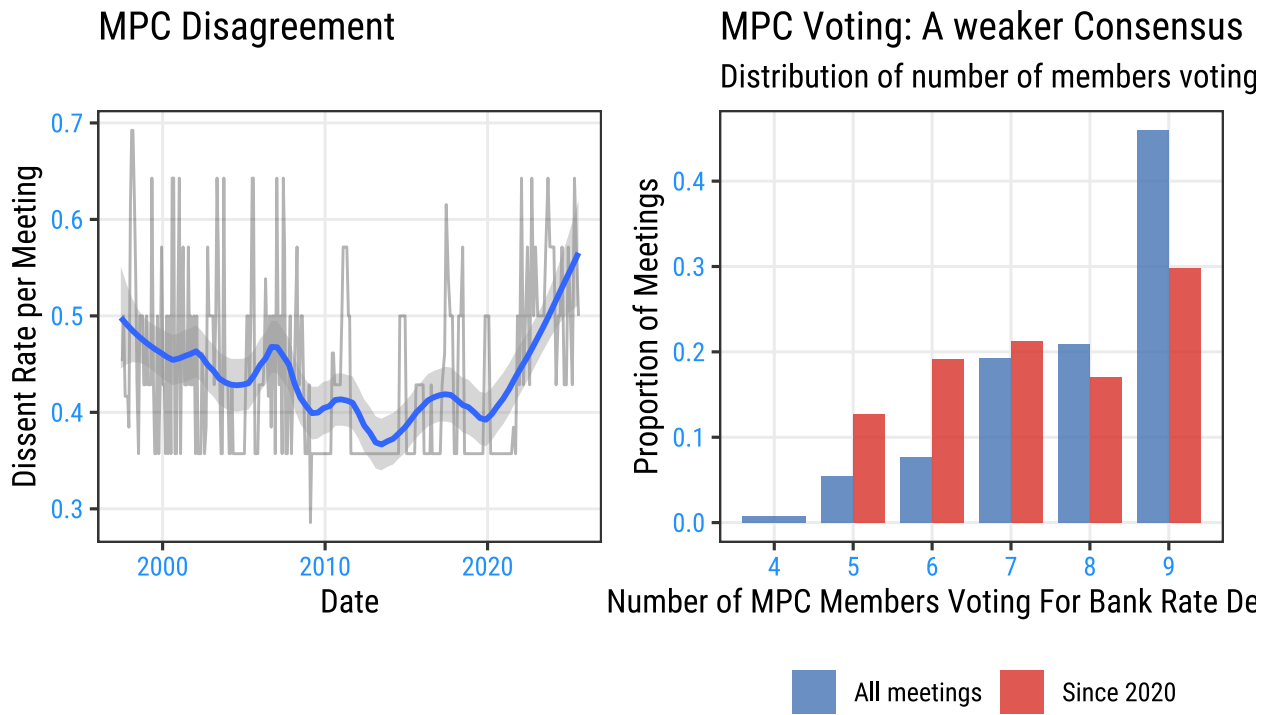 MPC Disagreement
Dissent Rate per Meeting
0.7
0.6
0.5
0.4
0.3
2000
2010
2020
Date
MPC Voting: A weaker Consensus
Distribution of number of members voting
Proportion of Meetings
0.4
0.3
0.2
0.1
0.0
4
5
6
7
8
9
Number of MPC Members Voting For Bank Rate De
All meetings
Since 2020